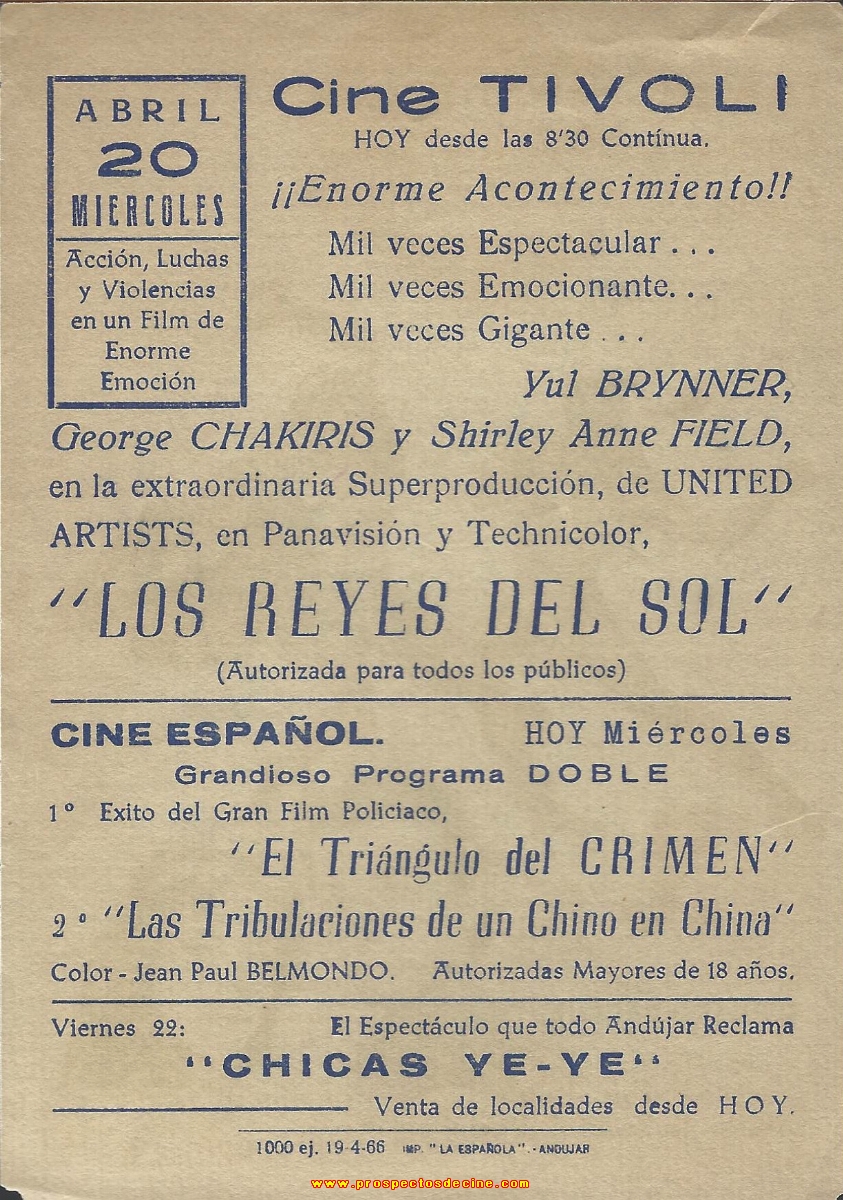 ABRIL
20
MIERCOLES
Acción, Luchas
y Violencias
en un Film de
Enorme
Emoción
Cine TIVOLI
HOY desde las 8'30 Contínua.
¡¡Enorme Acontecimiento!!
Mil veces Espectacular . . .
Mil veces Emocionante. . .
Mil veces Gigante . . .
Yul BRYNNER,
George CHAKIRIS y Shirley Anne FIELD,
en la extraordinaria Superproducción, de UNITED
ARTISTS, en Panavisión y Technicolor,
"LOS REYES DEL SOL"
(Autorizada para todos los públicos)
CINE ESPAÑOL. HOY Miércoles
Grandioso Programa DOBLE
1º Exito del Gran Film Policiaco,
"El Triángulo del CRIMEN"
2º "Las Tribulaciones de un Chino en China"
Color - Jean Paul BELMONDO. Autorizadas Mayores de 18 años.
Viernes 22: El Espectáculo que todo Andújar Reclama
"CHICAS YE-YE"
Venta de localidades desde HOY.
1000 ej. 19-4-66 IMP. "LA ESPAÑOLA".-ANDUJAR
www.prospectosdecine.com